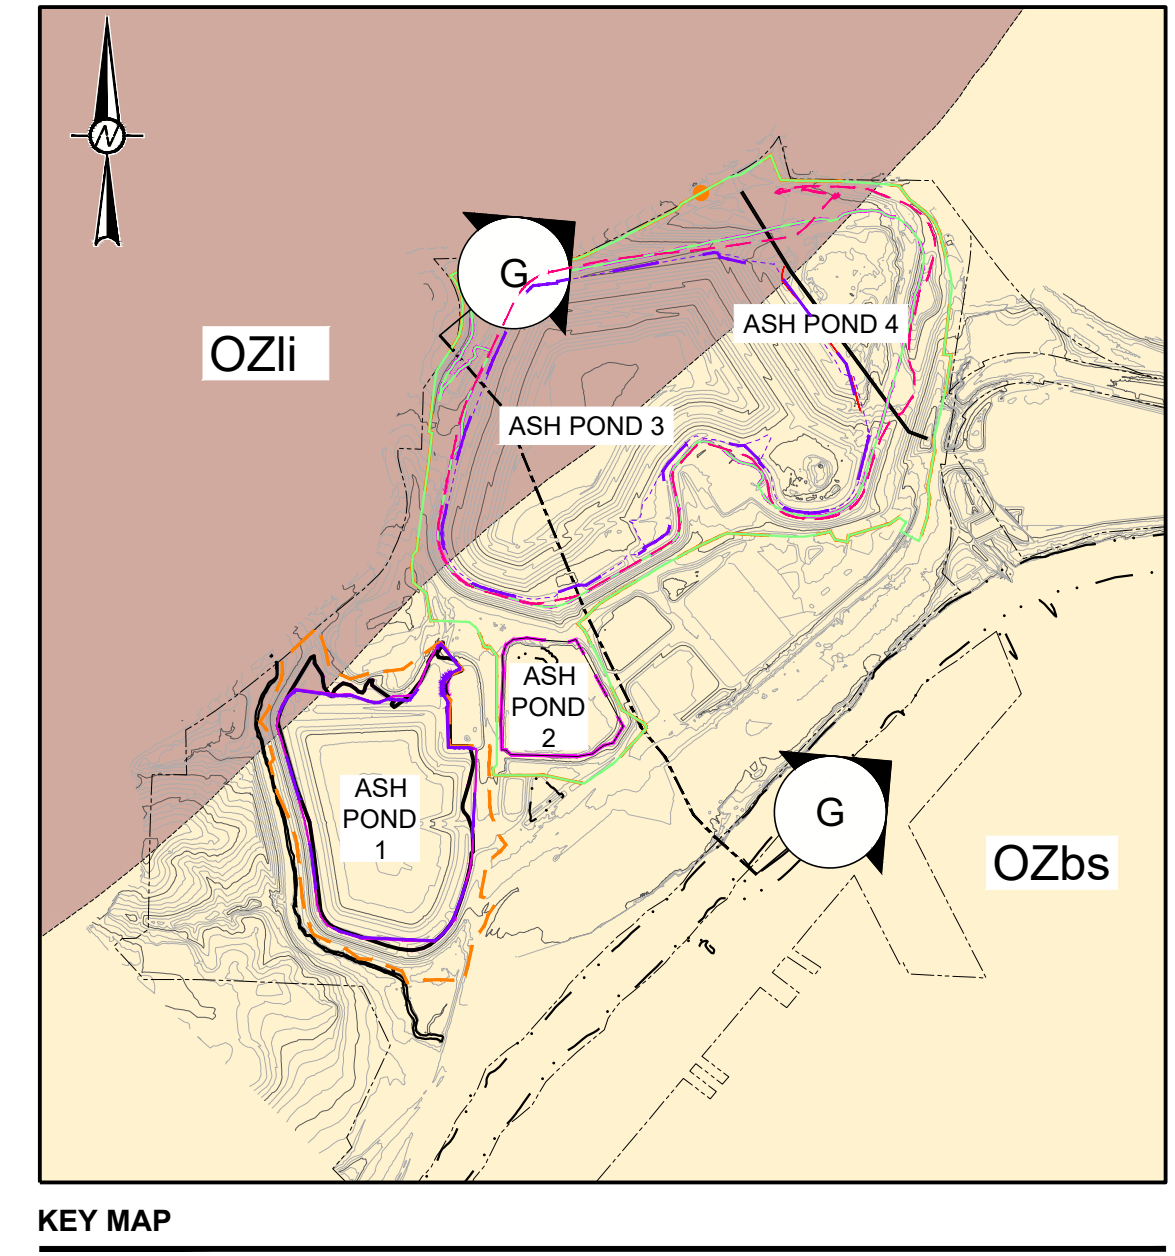 N
G
OZli
ASH POND 4
ASH POND 3
ASH
POND
2
ASH
POND
1
G
OZbs
KEY MAP